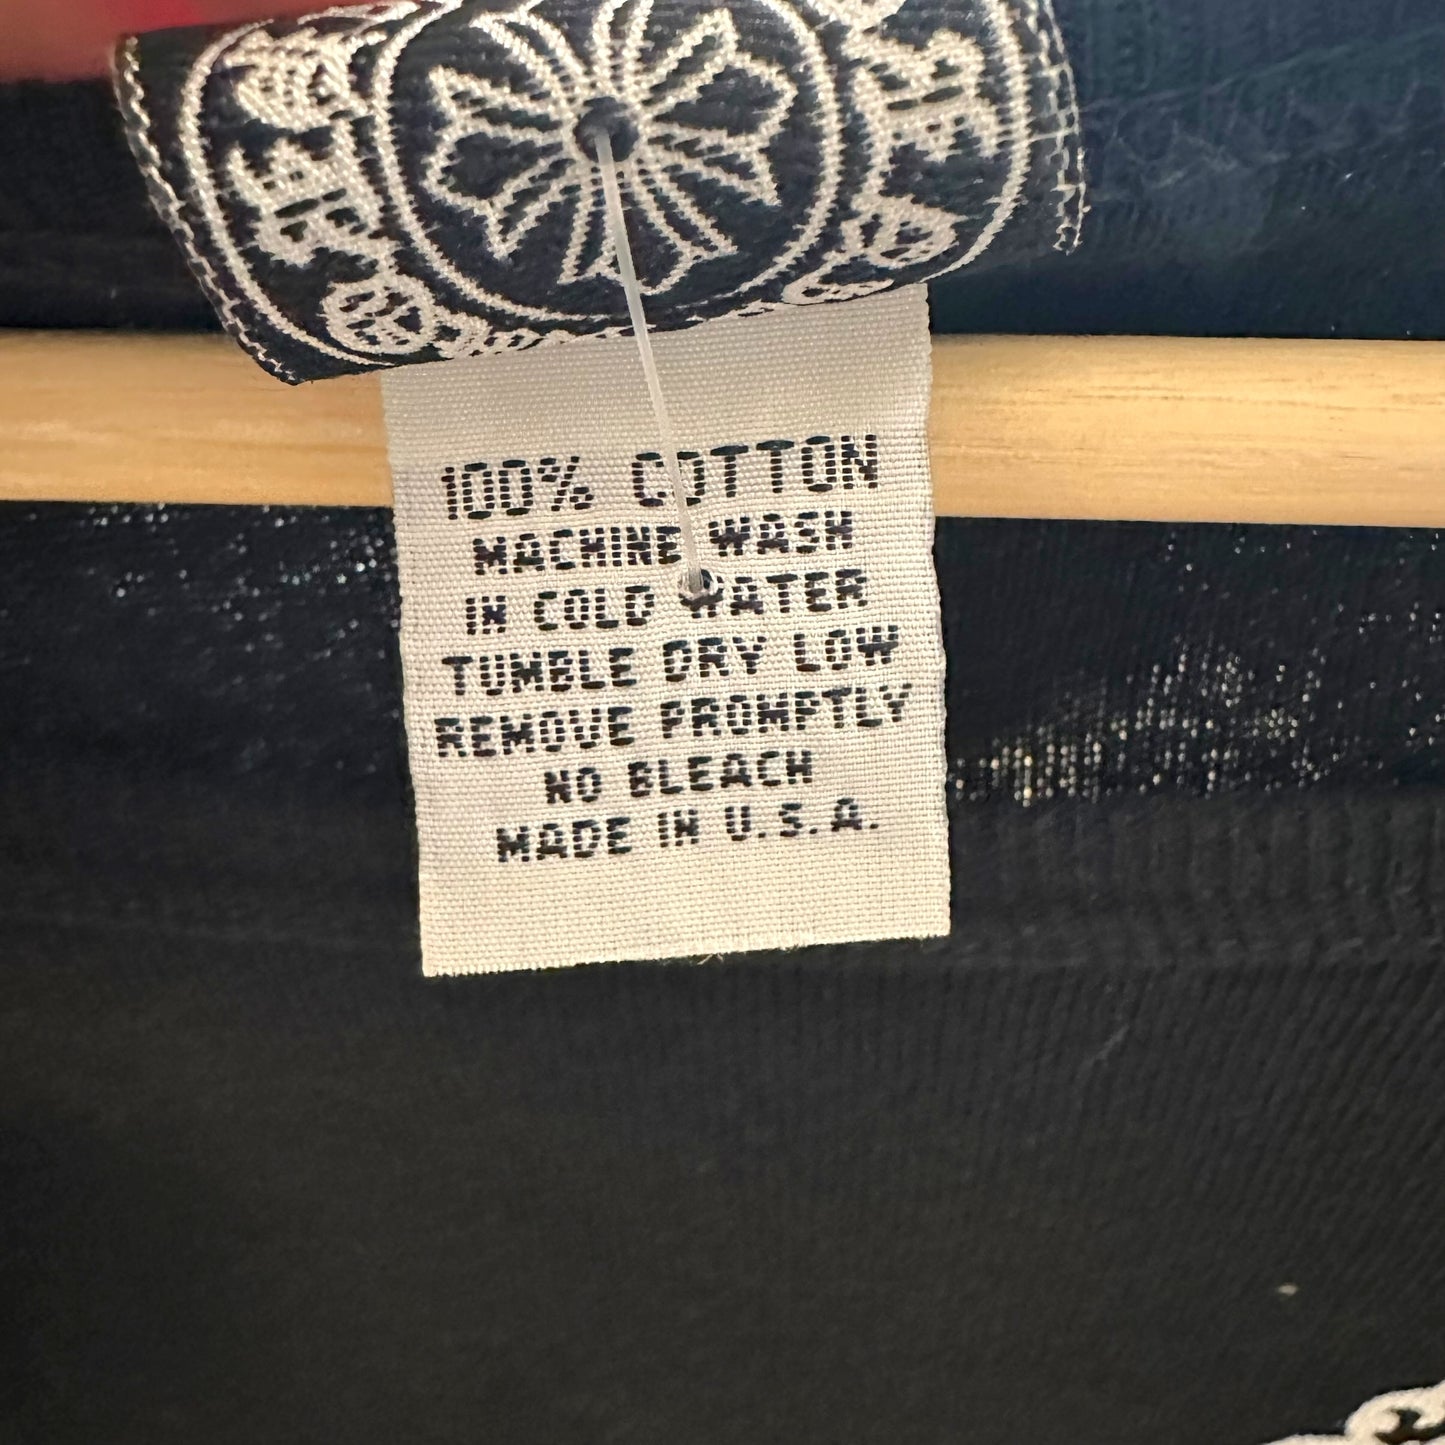 100% COTTON
MACHINE WASH
IN COLD WATER
TUMBLE DRY LOW
REMOVE PROMPTLY
NO BLEACH
MADE IN U.S.A.